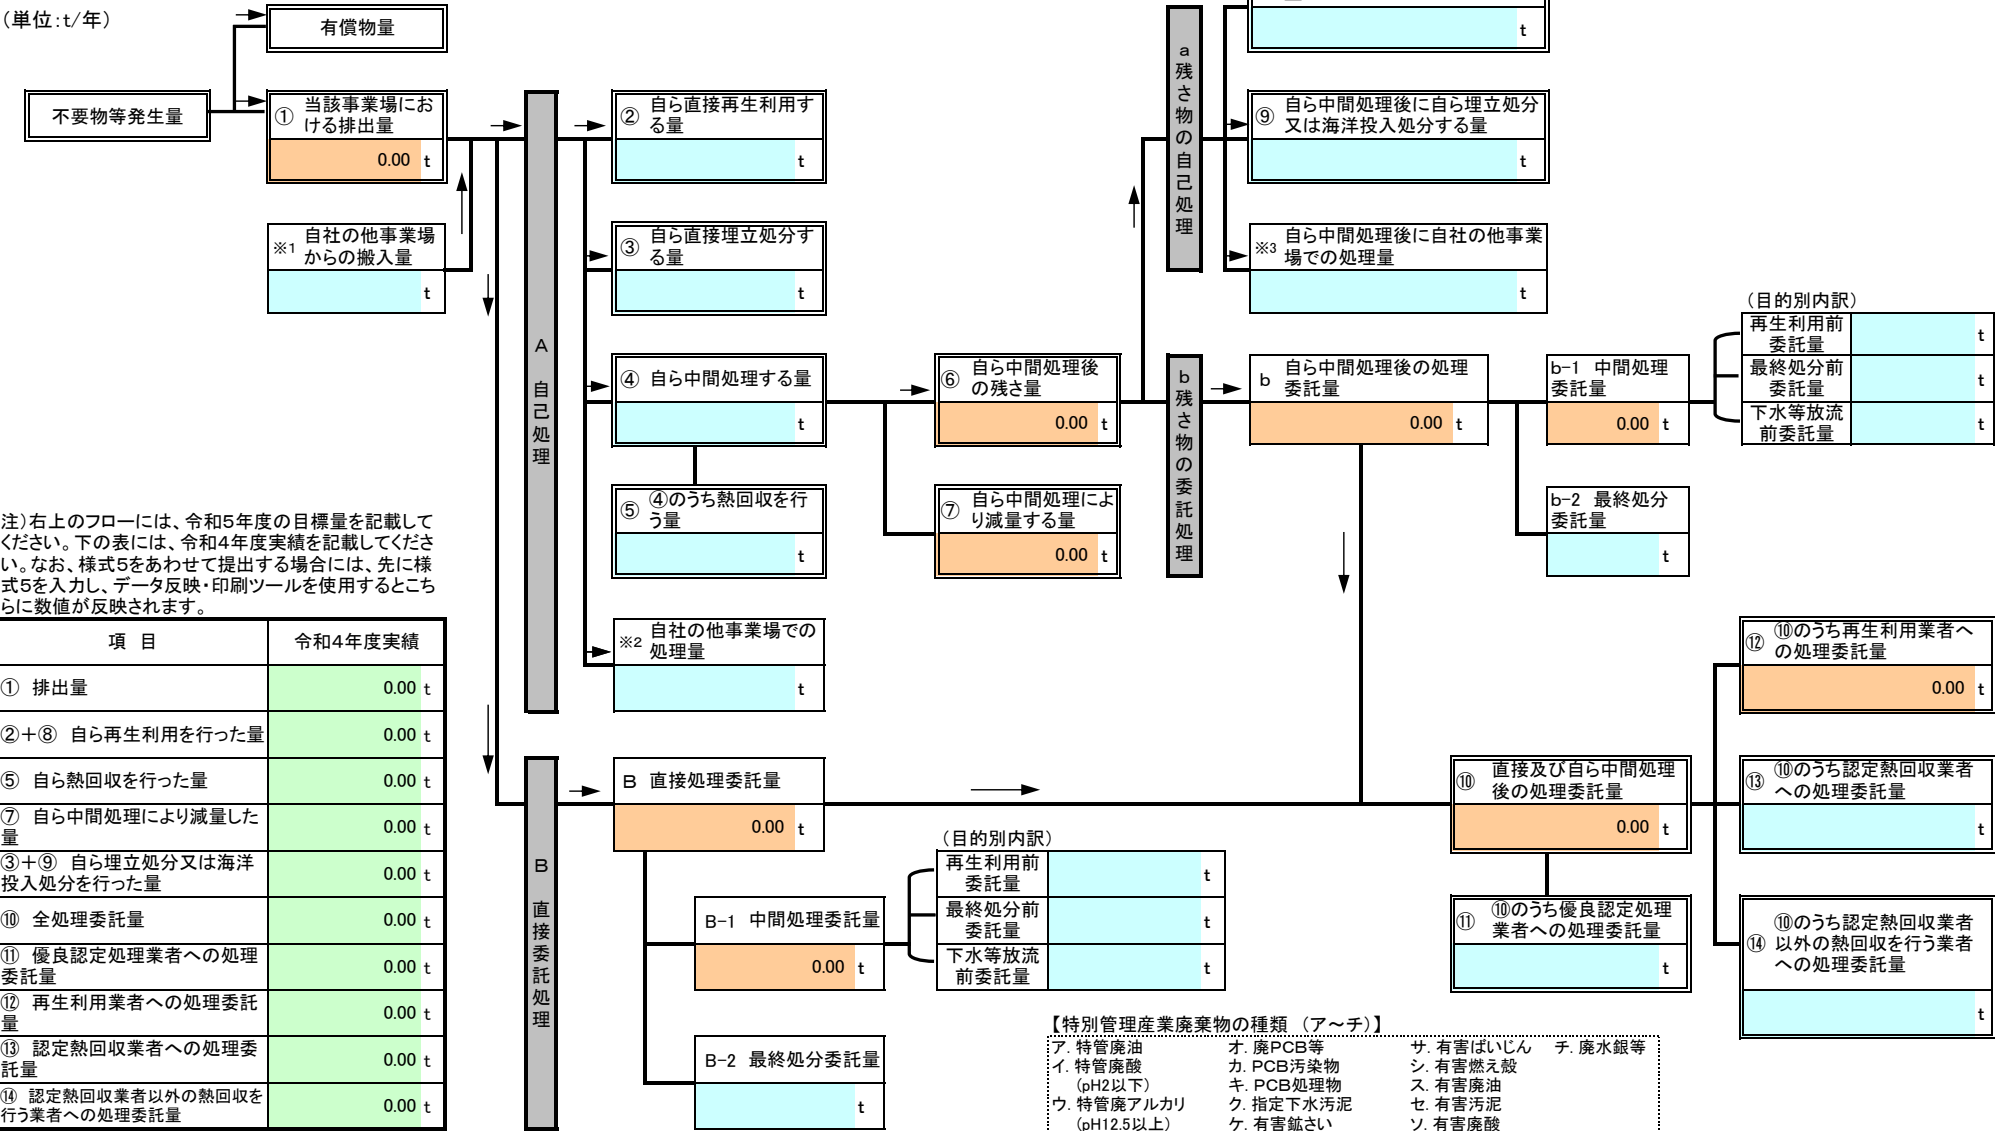 （単位:t/年）
有償物量
不要物等発生量
①
当該事業場にお
ける排出量
0.00 t
※1
自社の他事業場
からの搬入量
t
A
自己処理
②
自ら直接再生利用す
る量
t
③
自ら直接埋立処分す
る量
t
④ 自ら中間処理する量
t
⑤
④のうち熱回収を行
う量
t
※2
自社の他事業場での
処理量
t
⑥
自ら中間処理後
の残さ量
0.00 t
⑦
自ら中間処理によ
り減量する量
0.00 t
a
残さ物の自己処理
t
⑨
自ら中間処理後に自ら埋立処分
又は海洋投入処分する量
t
※3
自ら中間処理後に自社の他事業
場での処理量
t
b
残さ物の委託処理
b
自ら中間処理後の処理
委託量
0.00 t
b-1 中間処理
委託量
0.00 t
b-2 最終処分
委託量
t
（目的別内訳）
再生利用前
委託量
t
最終処分前
委託量
t
下水等放流
前委託量
t
注）右上のフローには、令和5年度の目標量を記載して
ください。下の表には、令和4年度実績を記載してくださ
い。なお、様式5をあわせて提出する場合には、先に様
式5を入力し、データ反映・印刷ツールを使用するとこち
らに数値が反映されます。
項 目 令和4年度実績
① 排出量 0.00 t
②＋⑧ 自ら再生利用を行った量 0.00 t
⑤ 自ら熱回収を行った量 0.00 t
⑦ 自ら中間処理により減量した
量 0.00 t
③＋⑨ 自ら埋立処分又は海洋
投入処分を行った量 0.00 t
⑩ 全処理委託量 0.00 t
⑪ 優良認定処理業者への処理
委託量 0.00 t
⑫ 再生利用業者への処理委託
量 0.00 t
⑬ 認定熱回収業者への処理委
託量 0.00 t
⑭ 認定熱回収業者以外の熱回収を
行う業者への処理委託量 0.00 t
B
直接委託処理
B 直接処理委託量
0.00 t
B-1 中間処理委託量
0.00 t
B-2 最終処分委託量
t
（目的別内訳）
再生利用前
委託量
t
最終処分前
委託量
t
下水等放流
前委託量
t
⑩
直接及び自ら中間処理
後の処理委託量
0.00 t
⑪
⑩のうち優良認定処理
業者への処理委託量
t
⑫
⑩のうち再生利用業者へ
の処理委託量
0.00 t
⑬
⑩のうち認定熱回収業者
への処理委託量
t
⑭
⑩のうち認定熱回収業者
以外の熱回収を行う業者
への処理委託量
t
【特別管理産業廃棄物の種類 （ア～チ）】
ア. 特管廃油 オ. 廃PCB等 サ. 有害ばいじん チ. 廃水銀等
イ. 特管廃酸 カ. PCB汚染物 シ. 有害燃え殻
（pH2以下） キ. PCB処理物 ス. 有害廃油
ウ. 特管廃アルカリ ク. 指定下水汚泥 セ. 有害汚泥
（pH12.5以上） ケ. 有害鉱さい ソ. 有害廃酸